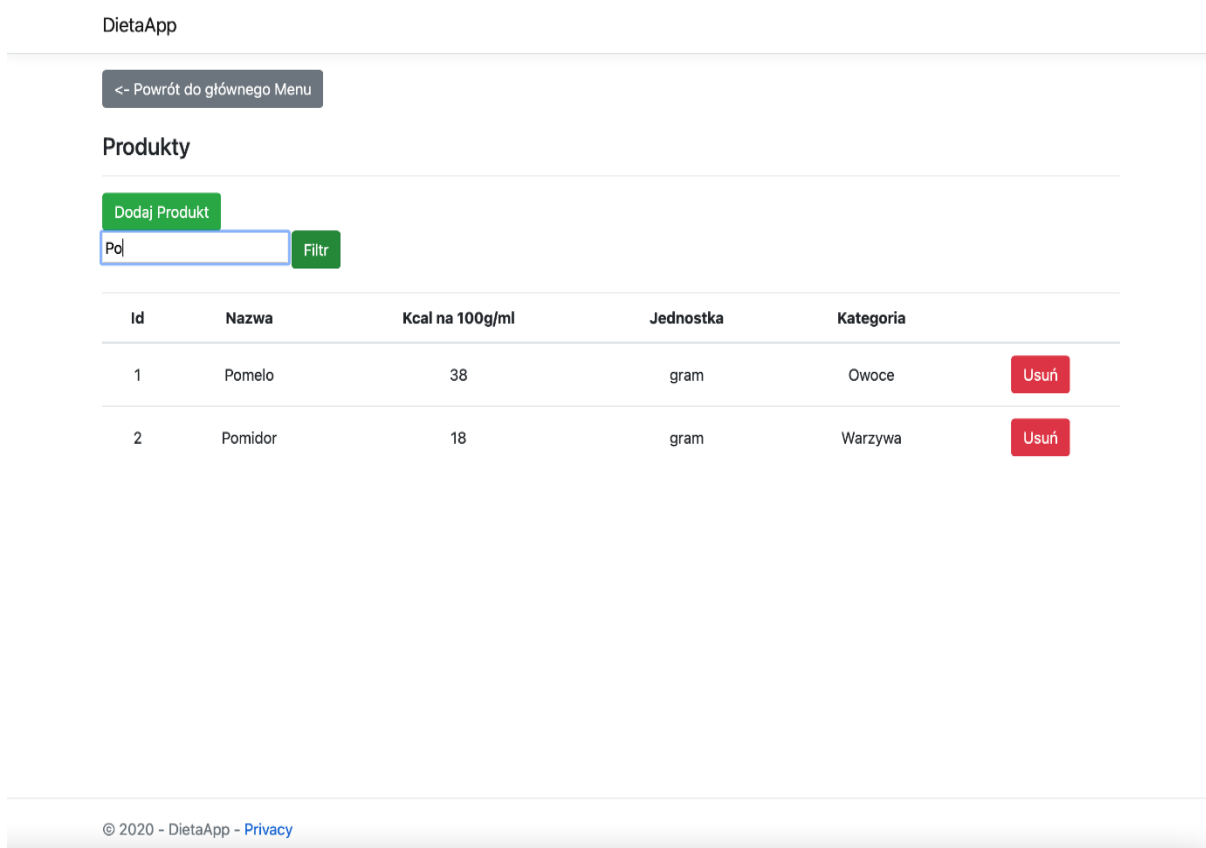 DietaApp
<- Powrót do głównego Menu
Produkty
Dodaj Produkt
Po Filtr
Id Nazwa Kcal na 100g/ml Jednostka Kategoria
1 Pomelo 38 gram Owoce Usuń
2 Pomidor 18 gram Warzywa Usuń
© 2020 - DietaApp - Privacy